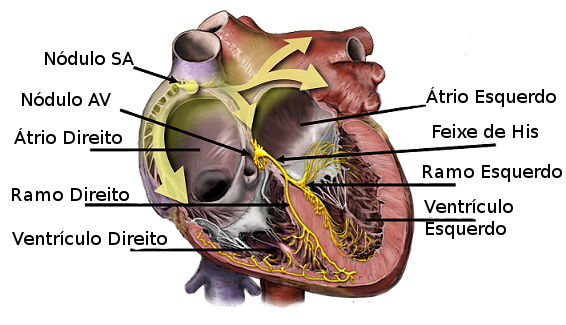 Nódulo SA
Nódulo AV
Átrio Direito
Ramo Direito
Ventrículo Direito
Átrio Esquerdo
Feixe de His
Ramo Esquerdo
Ventrículo
Esquerdo